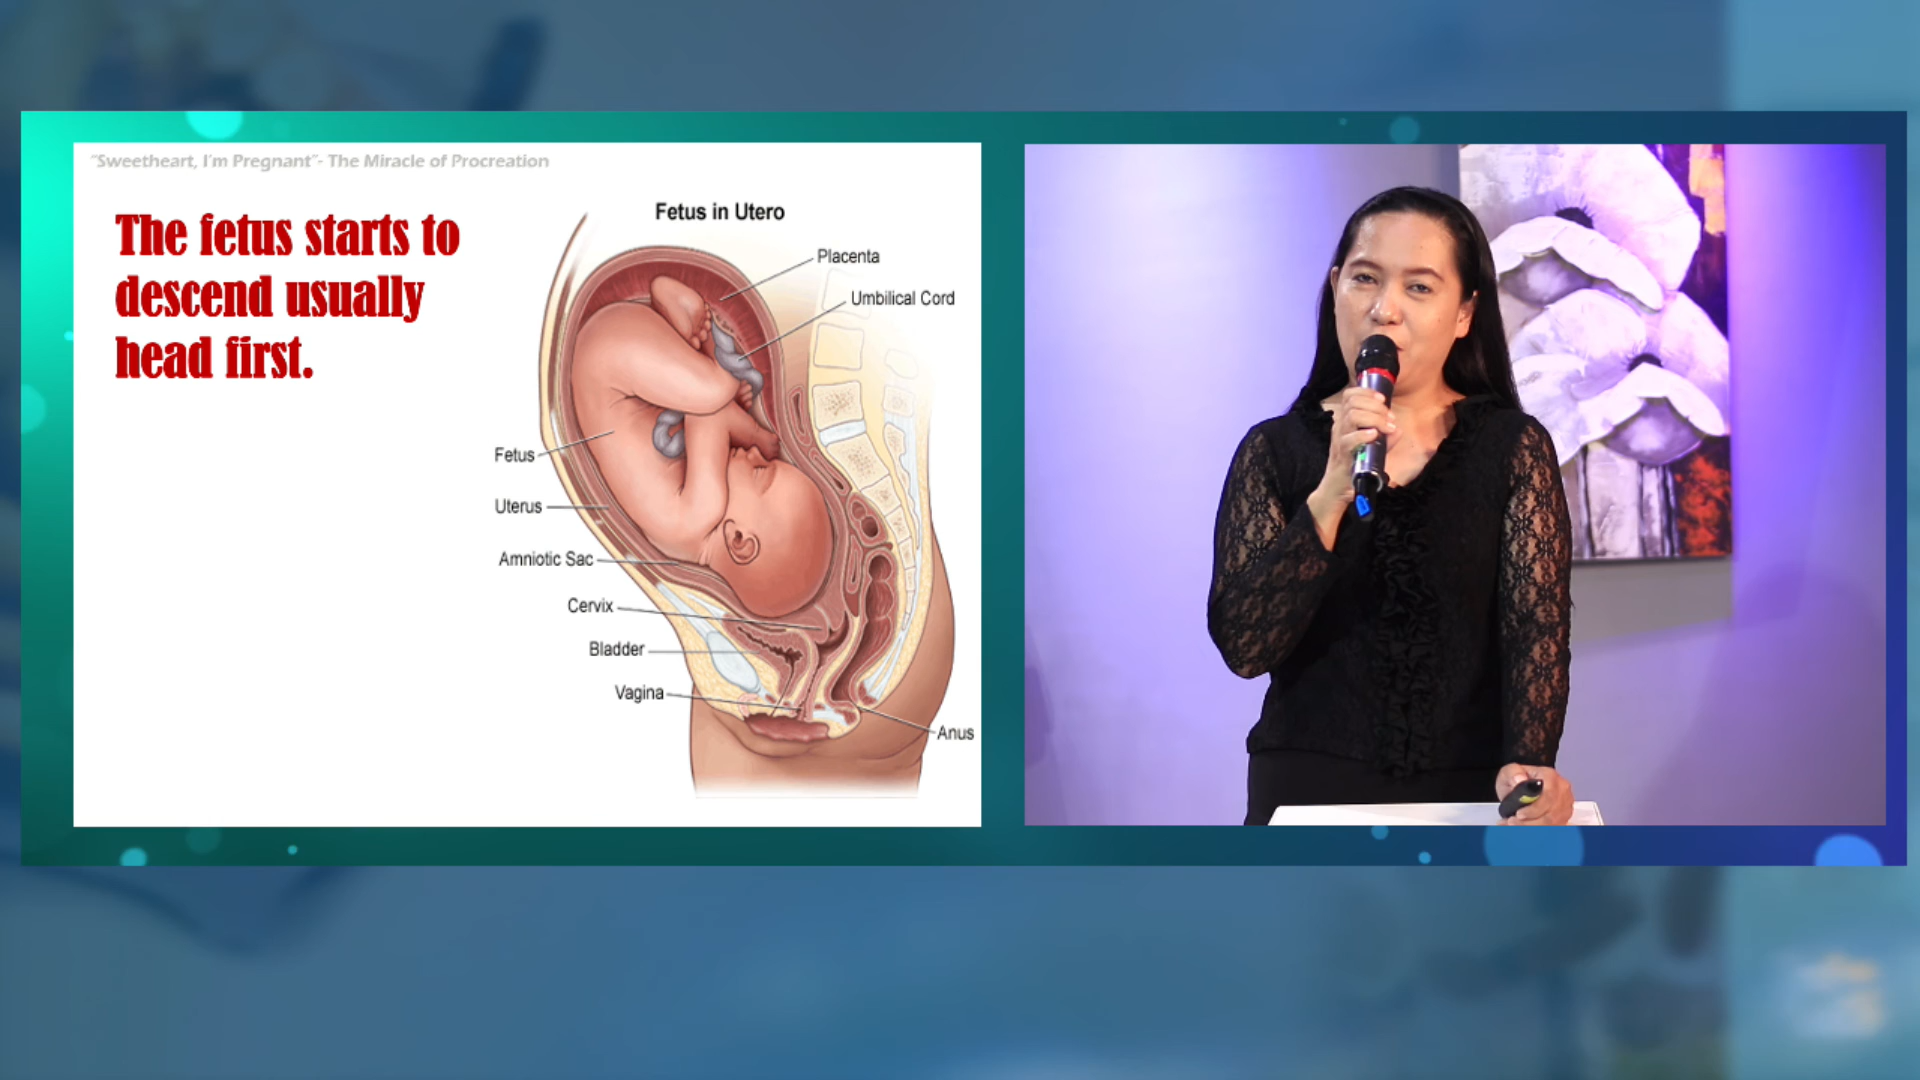 "Sweetheart, I'm Pregnant"- The Miracle of Procreation
The fetus starts to
descend usually
head first.
Fetus in Utero
Placenta
Umbilical Cord
Fetus
Uterus
Amniotic Sac
Cervix
Bladder
Vagina
Anus